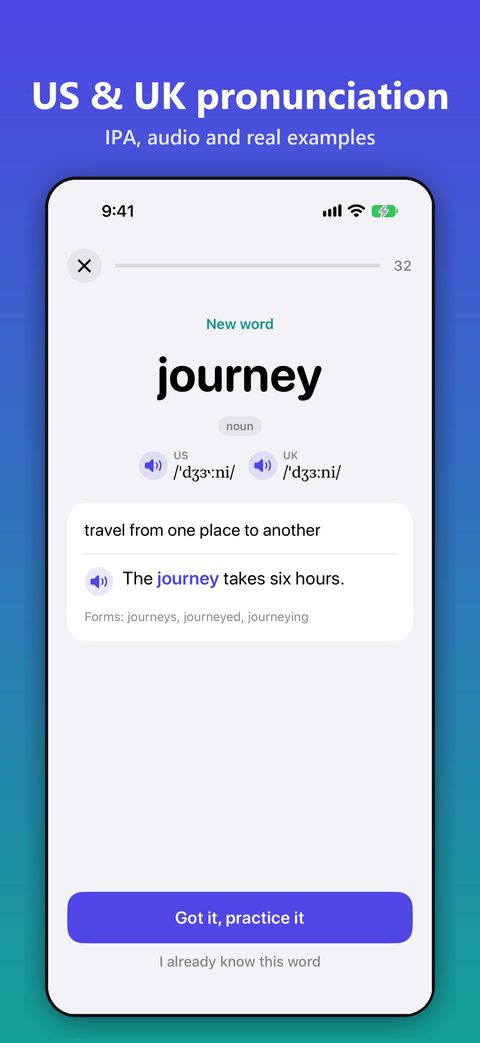 US & UK pronunciation
IPA, audio and real examples
9:41
32
New word
journey
noun
US
/ˈdʒɝːni/
UK
/ˈdʒɜːni/
travel from one place to another
The journey takes six hours.
Forms: journeys, journeyed, journeying
Got it, practice it
I already know this word